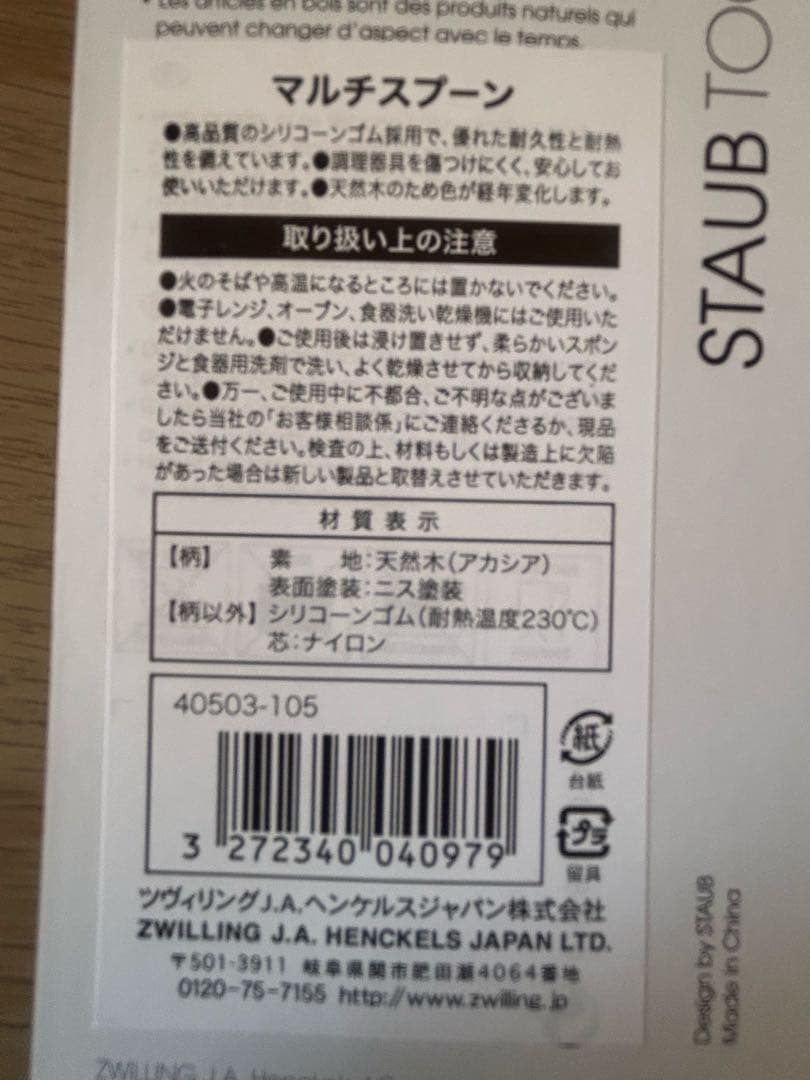 • Les articles en bois sont des produits naturels qui
peuvent changer d'aspect avec le temps.
マルチスプーン
●高品質のシリコーンゴム採用で、優れた耐久性と耐熱
性を備えています。●調理器具を傷つけにくく、安心してお
使いいただけます。●天然木のため色が経年変化します。
取り扱い上の注意
●火のそばや高温になるところには置かないでください。
●電子レンジ、オーブン、食器洗い乾燥機にはご使用いた
だけません。●ご使用後は浸け置きせず、柔らかいスポン
ジと食器用洗剤で洗い、よく乾燥させてから収納してくだ
さい。●万一、ご使用中に不都合、ご不明な点がございま
したら当社の「お客様相談係」にご連絡くださるか、現品
をご送付ください。検査の上、材料もしくは製造上に欠陥
があった場合は新しい製品と取替えさせていただきます。
材質表示
【柄】 素 地:天然木(アカシア)
表面塗装:ニス塗装
【柄以外】シリコーンゴム(耐熱温度230℃)
芯:ナイロン
40503-105
3 272340 040979
紙
台紙
プラ
留具
ツヴィリングJ.A.ヘンケルスジャパン株式会社
ZWILLING J.A. HENCKELS JAPAN LTD.
〒501-3911 岐阜県関市肥田瀬4064番地
0120-75-7155 http://www.zwilling.jp
STAUB
Design by STAUB
Made in China
ZWILLING J.A. Henckels